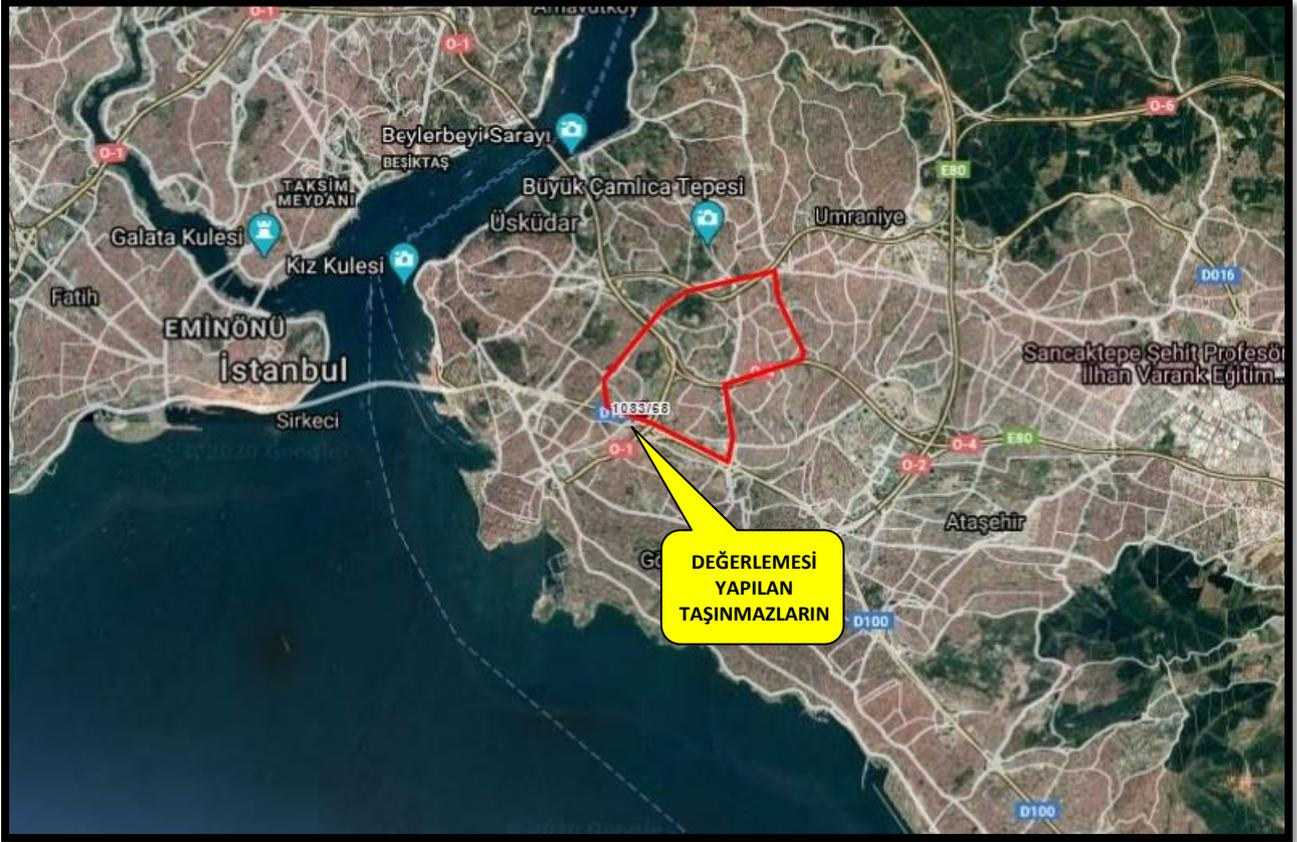 Arnavutköy
O-1
O-1
O-6
Beylerbeyi Sarayı
BEŞİKTAŞ
O-1
E80
TAKSİM
MEYDANI
Büyük Çamlıca Tepesi
Üsküdar
Umraniye
Galata Kulesi
Kız Kulesi
D016
Fatih
EMİNÖNÜ
İstanbul
Sancaktepe Şehit Profesör
İlhan Varank Eğitim...
1083/68
Sirkeci
O-1
E80
O-4
O-2
Ataşehir
DEĞERLEMESİ
YAPILAN
TAŞINMAZLARIN
D100
D100